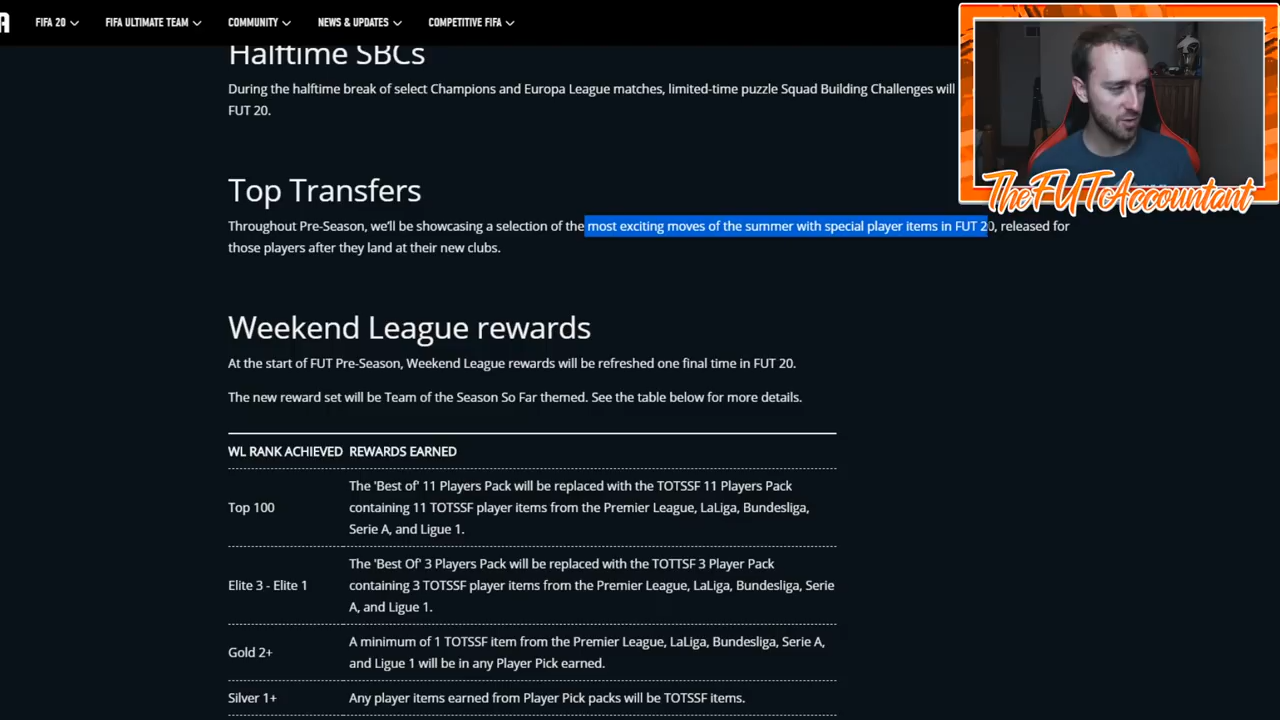 A
FIFA 20
FIFA ULTIMATE TEAM
COMMUNITY
NEWS & UPDATES
COMPETITIVE FIFA
Halftime SBCs
During the halftime break of select Champions and Europa League matches, limited-time puzzle Squad Building Challenges will
FUT 20.
Top Transfers
Throughout Pre-Season, we'll be showcasing a selection of the most exciting moves of the summer with special player items in FUT 20, released for
those players after they land at their new clubs.
Weekend League rewards
At the start of FUT Pre-Season, Weekend League rewards will be refreshed one final time in FUT 20.
The new reward set will be Team of the Season So Far themed. See the table below for more details.
WL RANK ACHIEVED REWARDS EARNED
Top 100
The 'Best of' 11 Players Pack will be replaced with the TOTSSF 11 Players Pack
containing 11 TOTSSF player items from the Premier League, LaLiga, Bundesliga,
Serie A, and Ligue 1.
Elite 3 - Elite 1
The 'Best Of' 3 Players Pack will be replaced with the TOTTSF 3 Player Pack
containing 3 TOTSSF player items from the Premier League, LaLiga, Bundesliga, Serie
A, and Ligue 1.
Gold 2+
A minimum of 1 TOTSSF item from the Premier League, LaLiga, Bundesliga, Serie A,
and Ligue 1 will be in any Player Pick earned.
Silver 1+
Any player items earned from Player Pick packs will be TOTSSF items.
TheFUTAccountant